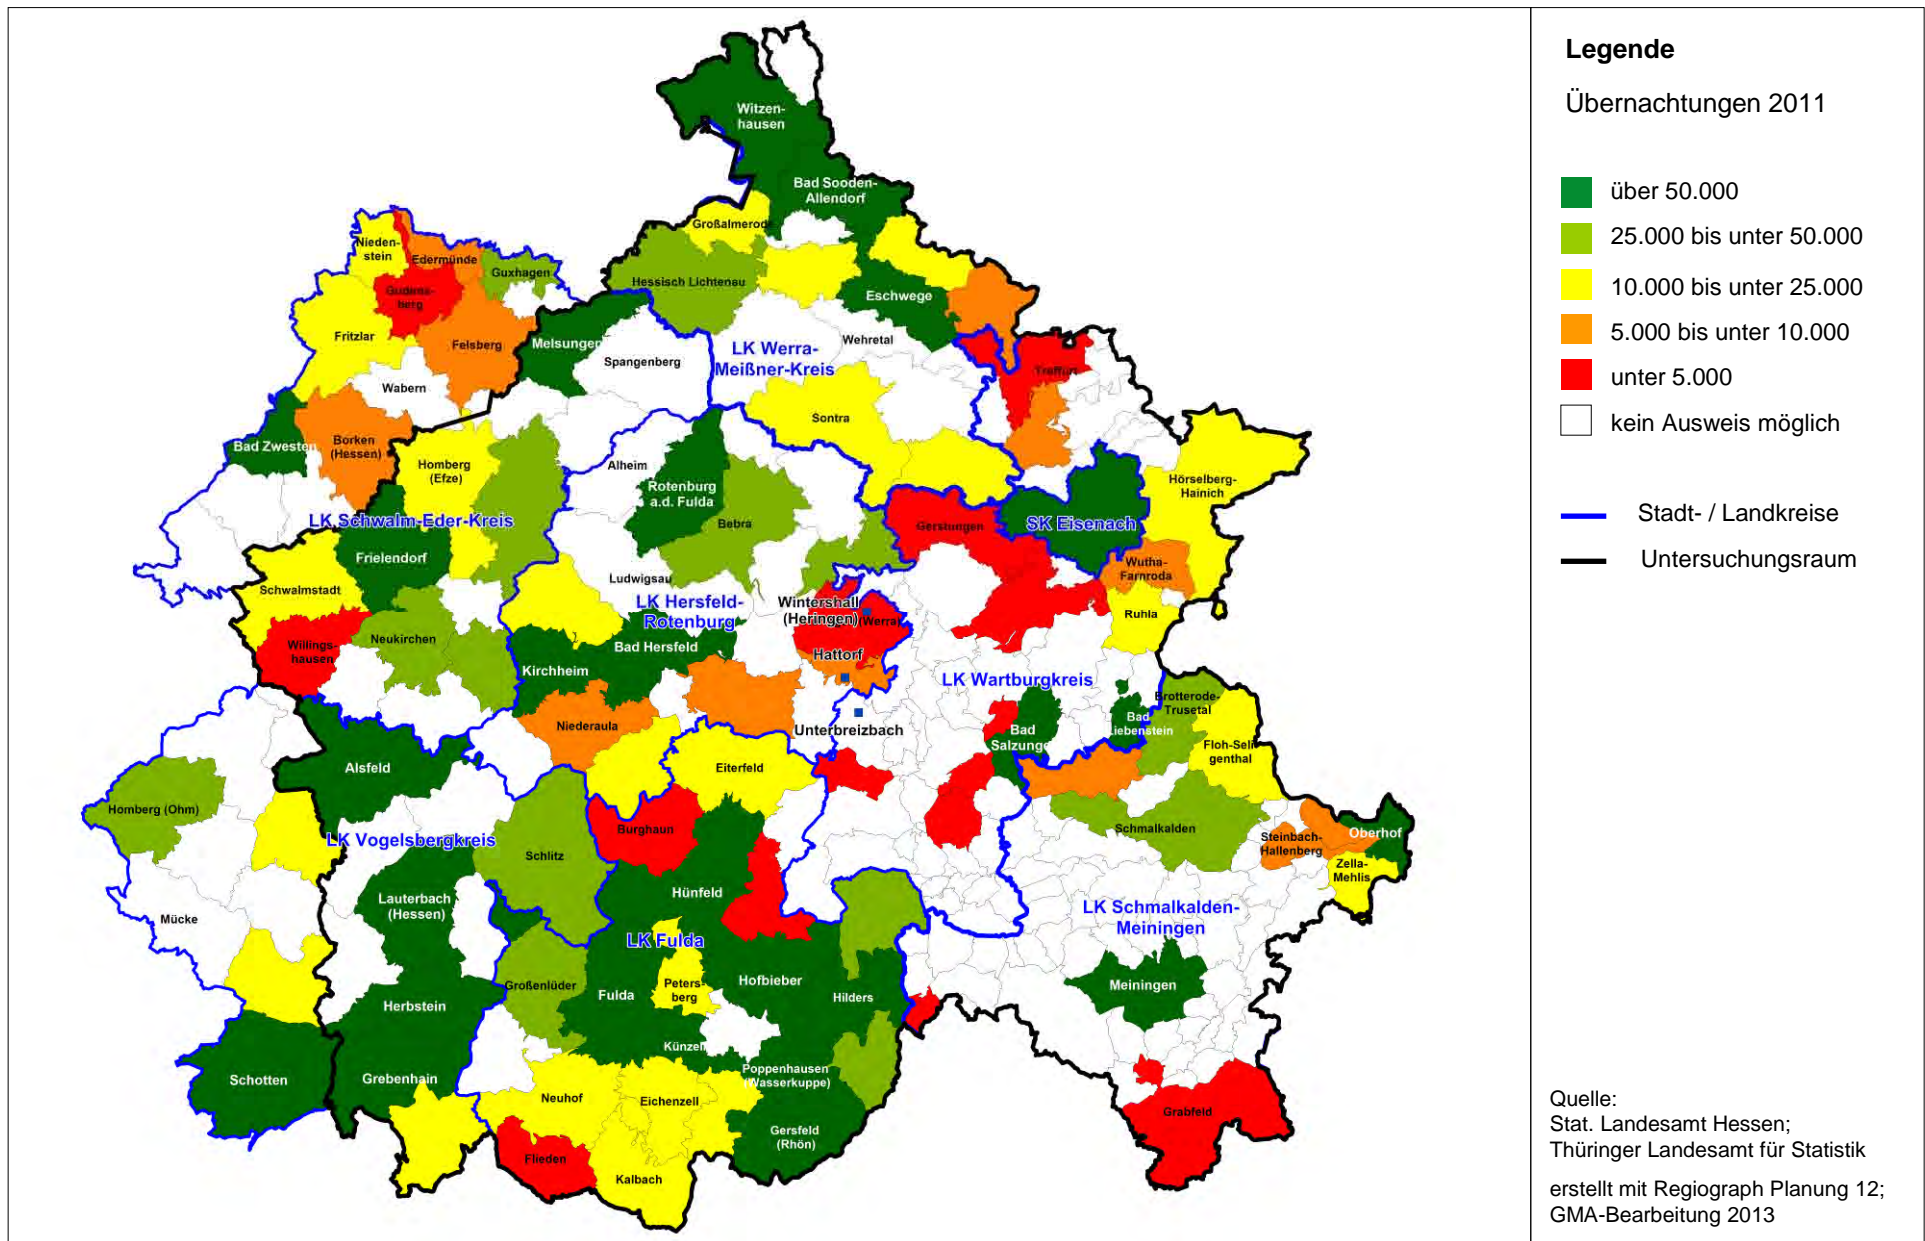 Witzen-
hausen
Bad Sooden-
Allendorf
Großalmerode
Nieden-
stein
Edermünde
Guxhagen
Gudens-
berg
Hessisch Lichtenau
Eschwege
Fritzlar
Felsberg
Melsungen
Spangenberg
Wehretal
LK Werra-
Meißner-Kreis
Wabern
Treffurt
Sontra
Bad Zwesten
Borken
(Hessen)
Homberg
(Efze)
Alheim
Rotenburg
a.d. Fulda
Bebra
Hörselberg-
Hainich
LK Schwalm-Eder-Kreis
Gerstungen
SK Eisenach
Frielendorf
Wutha-
Farnroda
Schwalmstadt
Ludwigsau
LK Hersfeld-
Rotenburg
Wintershall
(Heringen)
(Werra)
Ruhla
Willings-
hausen
Neukirchen
Bad Hersfeld
Hattorf
Kirchheim
LK Wartburgkreis
Brotterode-
Trusetal
Niederaula
Unterbreizbach
Bad
Salzungen
Bad
Liebenstein
Floh-Seli
genthal
Alsfeld
Eiterfeld
Homberg (Ohm)
LK Vogelsbergkreis
Burghaun
Schlitz
Schmalkalden
Steinbach-
Hallenberg
Oberhof
Zella-
Mehlis
Lauterbach
(Hessen)
Hünfeld
Mücke
LK Fulda
LK Schmalkalden-
Meiningen
Großenlüder
Fulda
Peters-
berg
Hofbieber
Hilders
Meiningen
Herbstein
Künzell
Poppenhausen
(Wasserkuppe)
Schotten
Grebenhain
Neuhof
Eichenzell
Gersfeld
(Rhön)
Grabfeld
Flieden
Kalbach
Legende
Übernachtungen 2011
über 50.000
25.000 bis unter 50.000
10.000 bis unter 25.000
5.000 bis unter 10.000
unter 5.000
kein Ausweis möglich
Stadt- / Landkreise
Untersuchungsraum
Quelle:
Stat. Landesamt Hessen;
Thüringer Landesamt für Statistik
erstellt mit Regiograph Planung 12;
GMA-Bearbeitung 2013